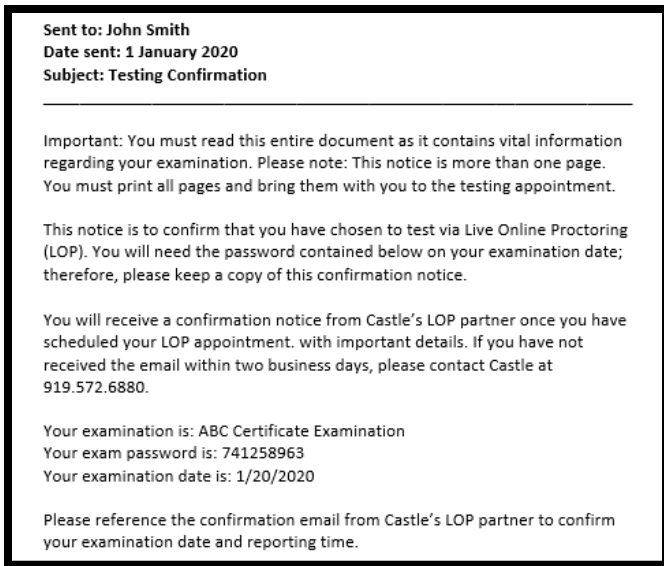 Sent to: John Smith
Date sent: 1 January 2020
Subject: Testing Confirmation
Important: You must read this entire document as it contains vital information
regarding your examination. Please note: This notice is more than one page.
You must print all pages and bring them with you to the testing appointment.
This notice is to confirm that you have chosen to test via Live Online Proctoring
(LOP). You will need the password contained below on your examination date;
therefore, please keep a copy of this confirmation notice.
You will receive a confirmation notice from Castle's LOP partner once you have
scheduled your LOP appointment. with important details. If you have not
received the email within two business days, please contact Castle at
919.572.6880.
Your examination is: ABC Certificate Examination
Your exam password is: 741258963
Your examination date is: 1/20/2020
Please reference the confirmation email from Castle's LOP partner to confirm
your examination date and reporting time.